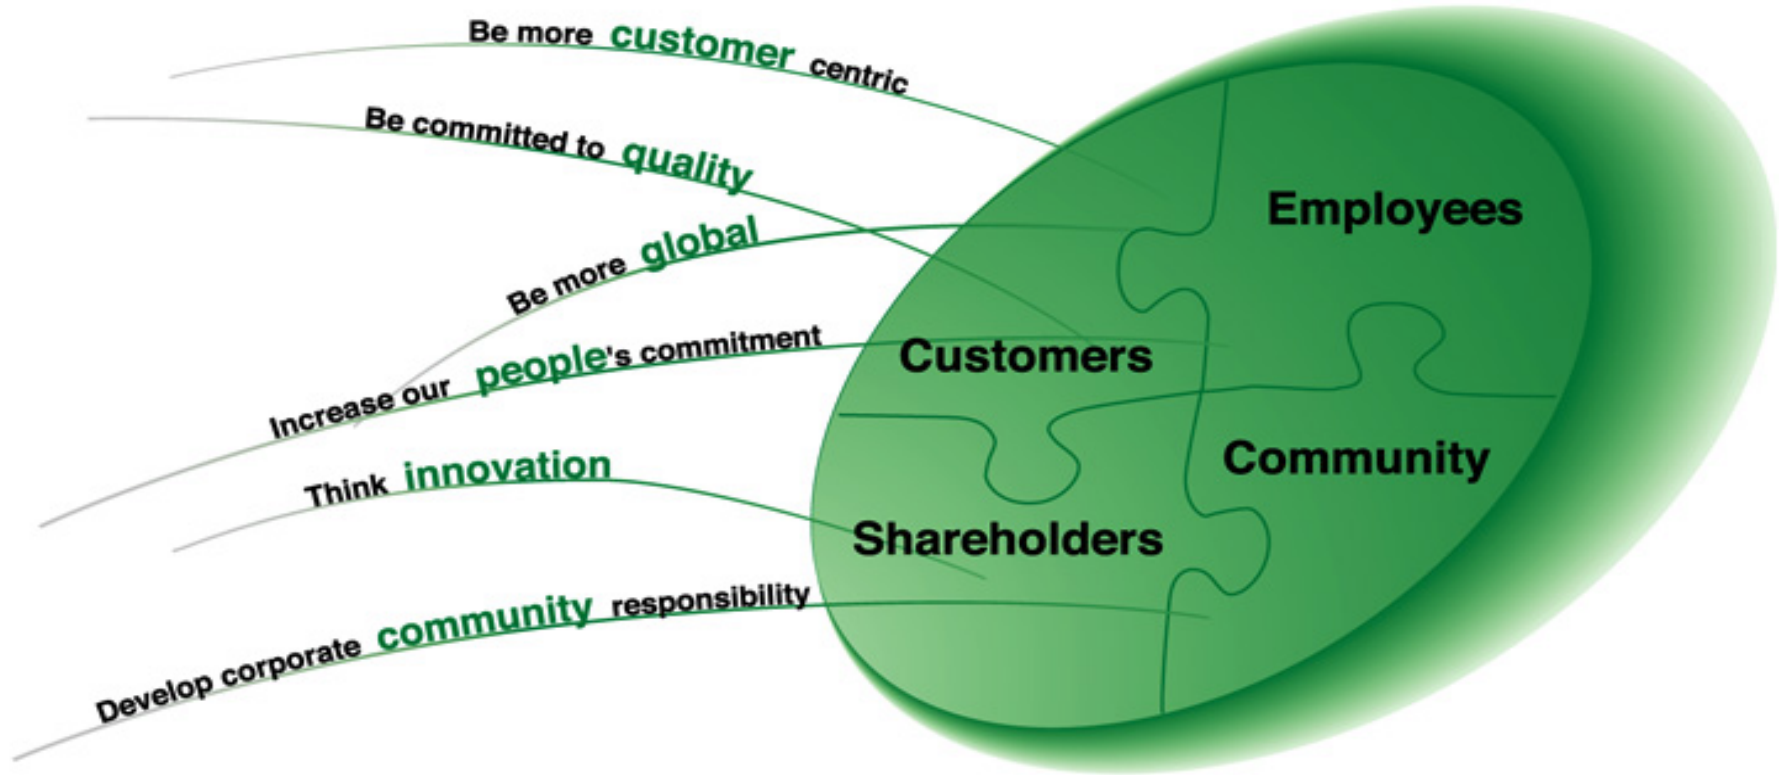 Be more customer centric
Be committed to quality
Be more global
Increase our people's commitment
Think innovation
Develop corporate community responsibility
Employees
Customers
Community
Shareholders